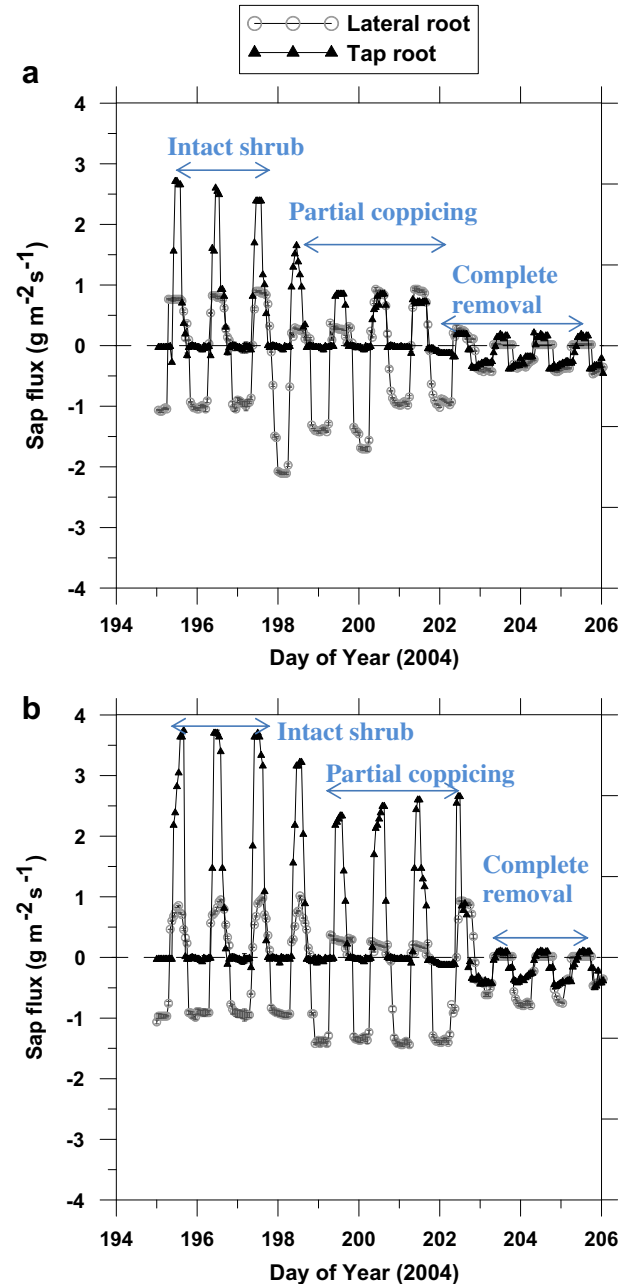 Lateral root
Tap root
a
4
3
2
1
0
-1
-2
-3
-4
Sap flux (g m⁻² s⁻¹)
Intact shrub
Partial coppicing
Complete
removal
194 196 198 200 202 204 206
Day of Year (2004)
b
4
3
2
1
0
-1
-2
-3
-4
Sap flux (g m⁻² s⁻¹)
Intact shrub
Partial coppicing
Complete
removal
194 196 198 200 202 204 206
Day of Year (2004)